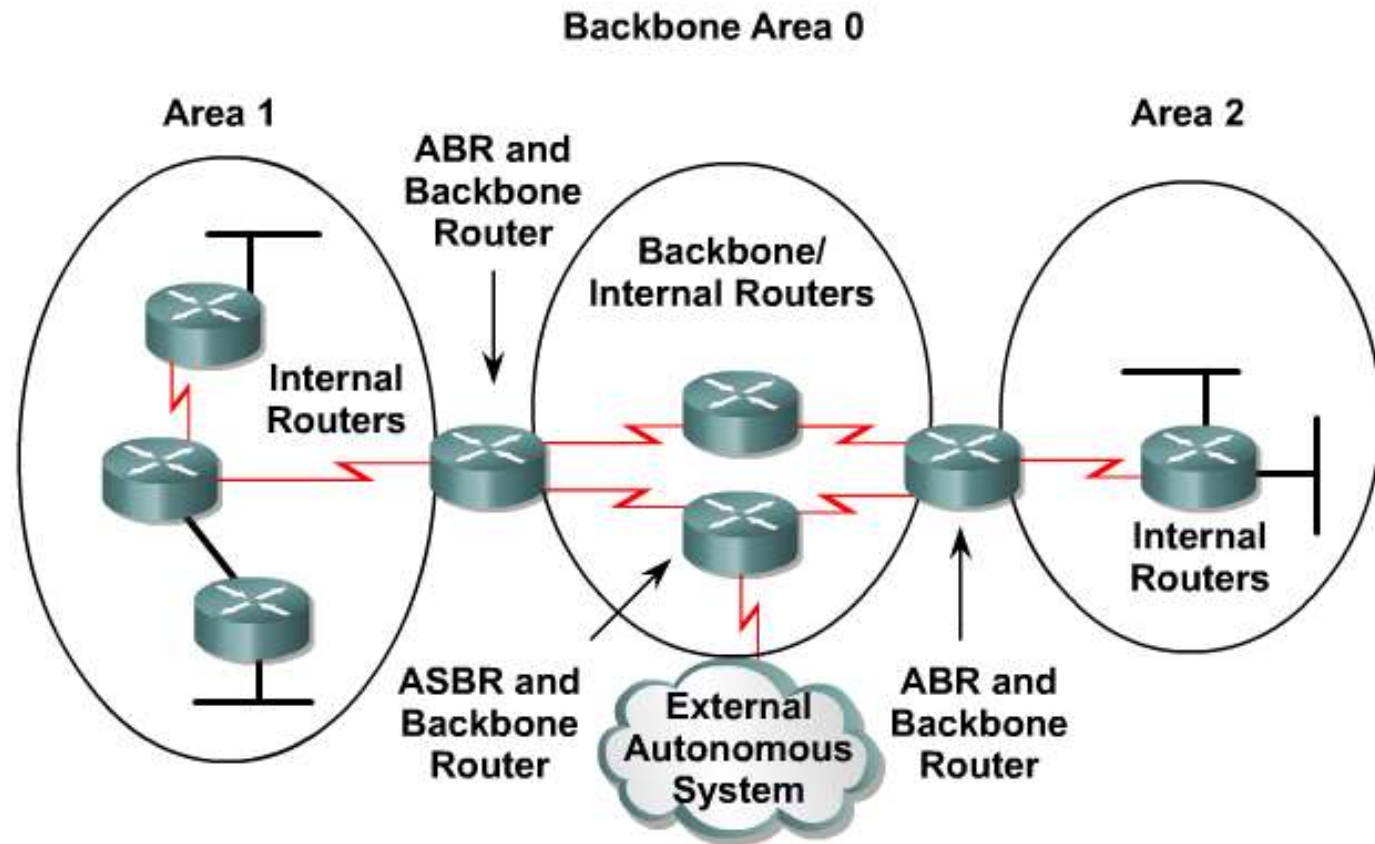 Backbone Area 0
Area 1
Area 2
ABR and
Backbone
Router
Backbone/
Internal Routers
Internal
Routers
Internal
Routers
ASBR and
Backbone
Router
External
Autonomous
System
ABR and
Backbone
Router